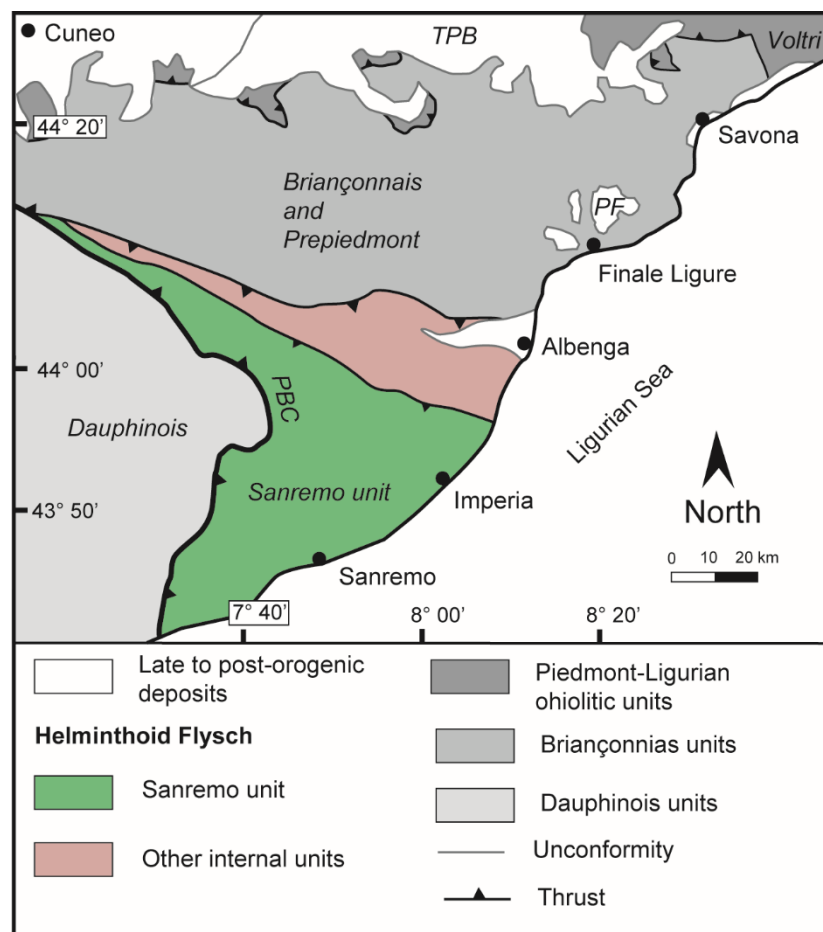 Cuneo
TPB
Voltri
44° 20'
Savona
Briançonnais
and
Prepiedmont
PF
Finale Ligure
Albenga
44° 00'
PBC
Ligurian Sea
Dauphinois
Sanremo unit
Imperia
North
43° 50'
0 10 20 km
Sanremo
7° 40'
8° 00'
8° 20'
Late to post-orogenic
deposits
Helminthoid Flysch
Sanremo unit
Other internal units
Piedmont-Ligurian
ohiolitic units
Briançonnias units
Dauphinois units
Unconformity
Thrust